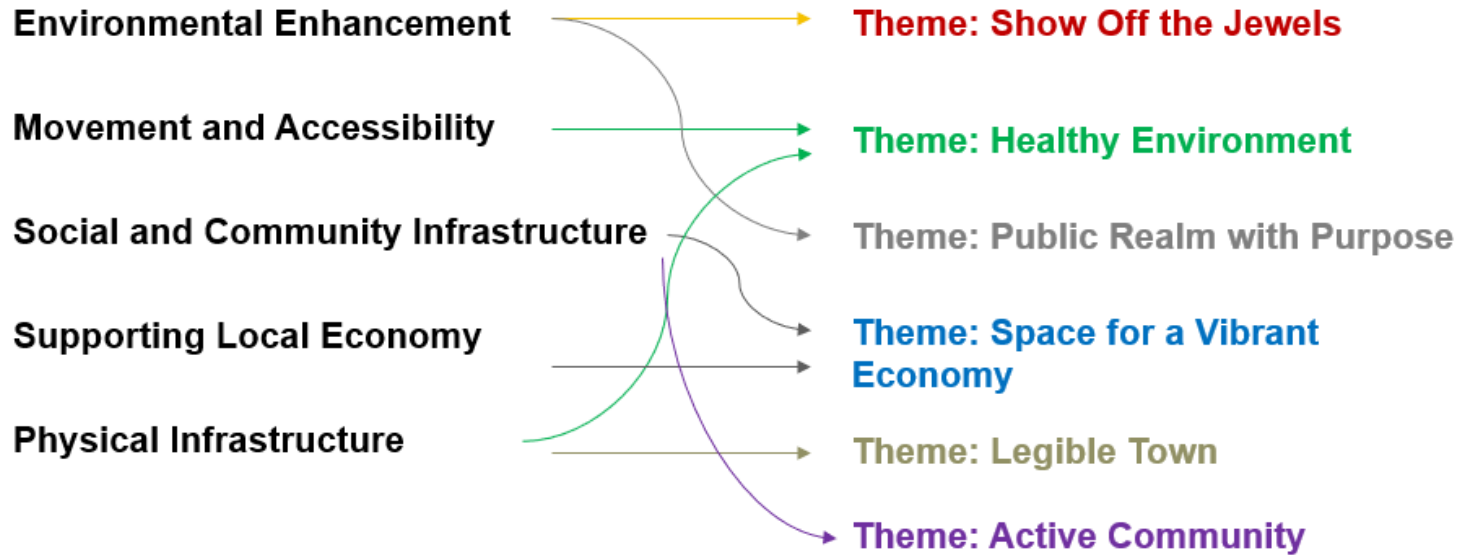 Environmental Enhancement
Theme: Show Off the Jewels
Movement and Accessibility
Theme: Healthy Environment
Social and Community Infrastructure
Theme: Public Realm with Purpose
Supporting Local Economy
Theme: Space for a Vibrant
Economy
Physical Infrastructure
Theme: Legible Town
Theme: Active Community